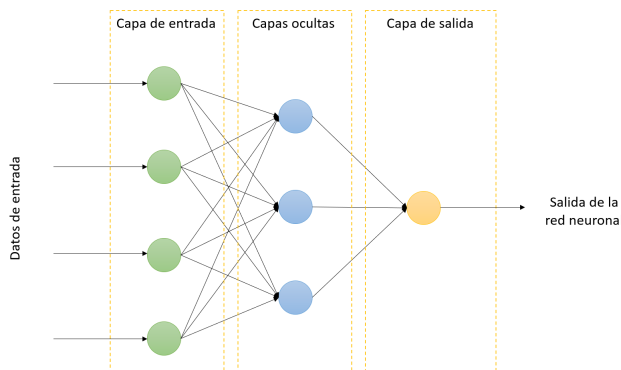 Capa de entrada
Capas ocultas
Capa de salida
Datos de entrada
Salida de la
red neurona